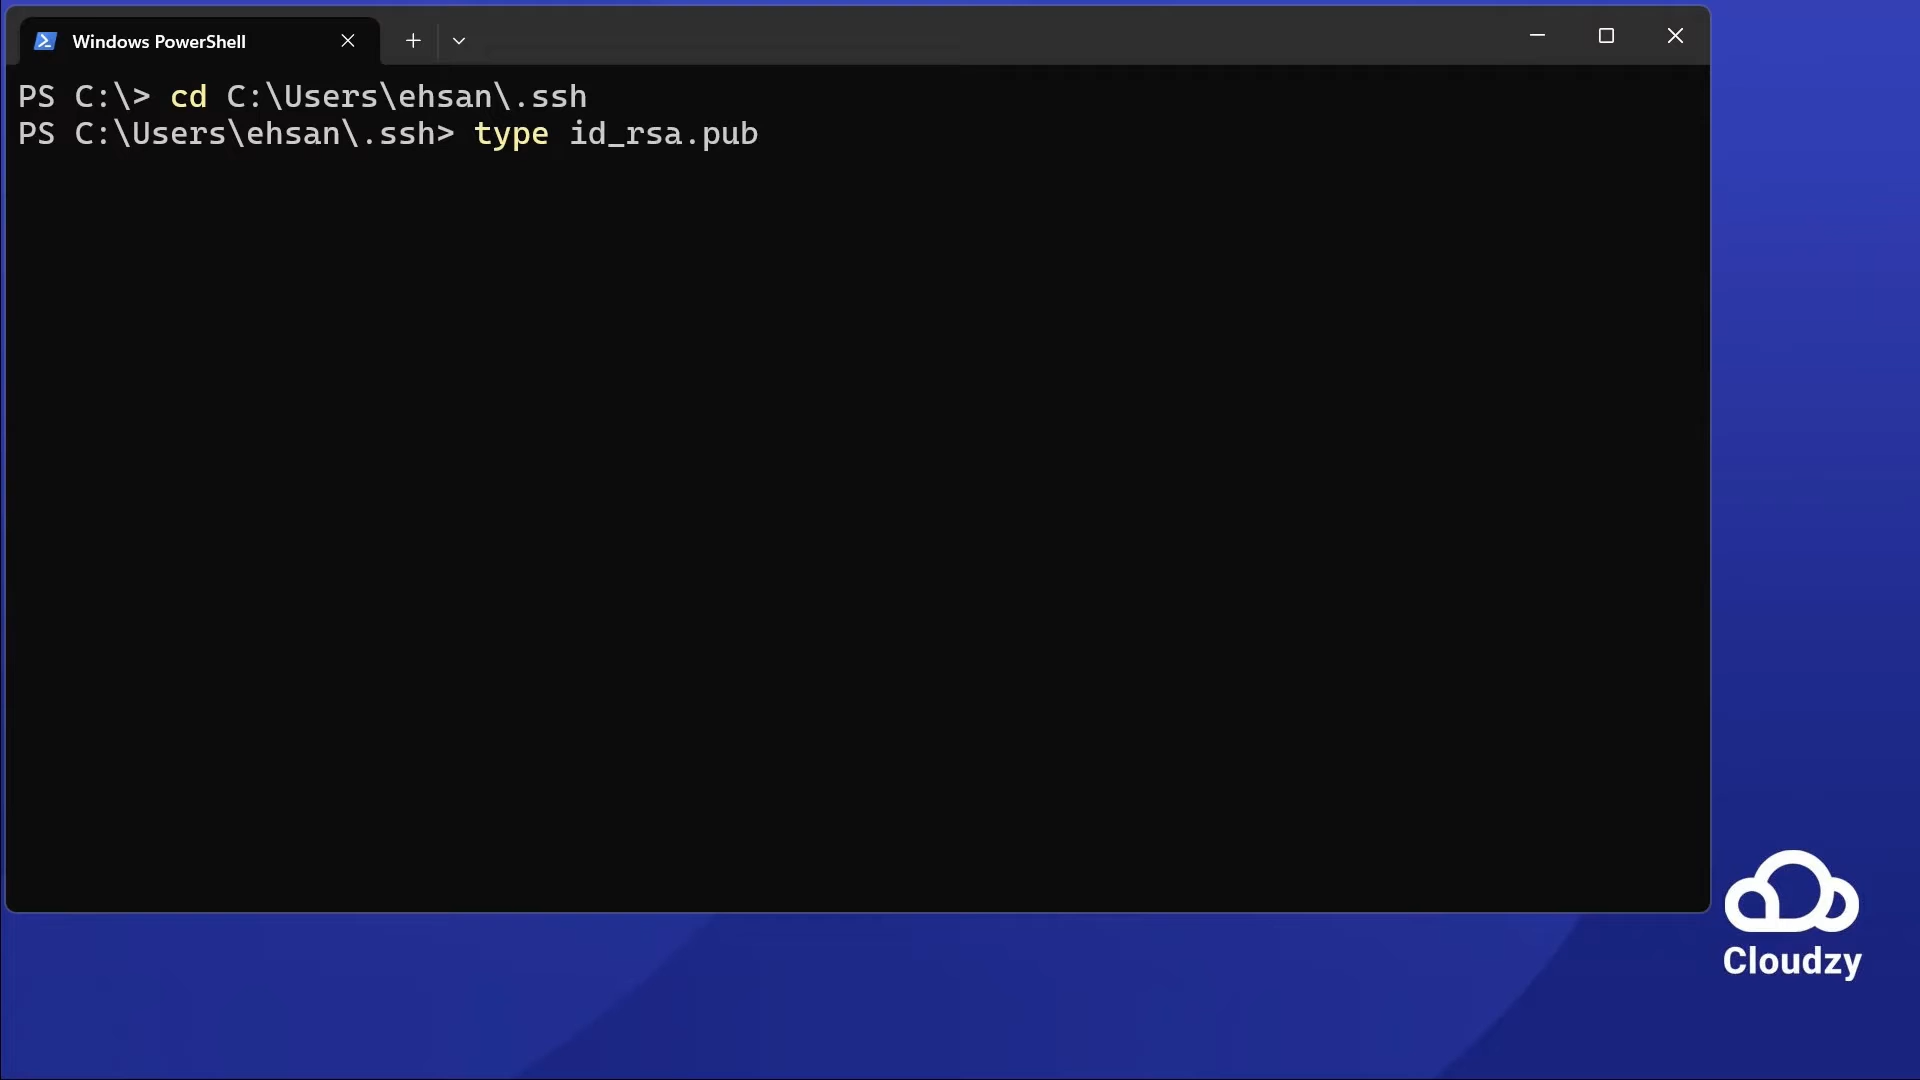 Windows PowerShell
PS C:\> cd C:\Users\ehsan\.ssh
PS C:\Users\ehsan\.ssh> type id_rsa.pub
Cloudzy